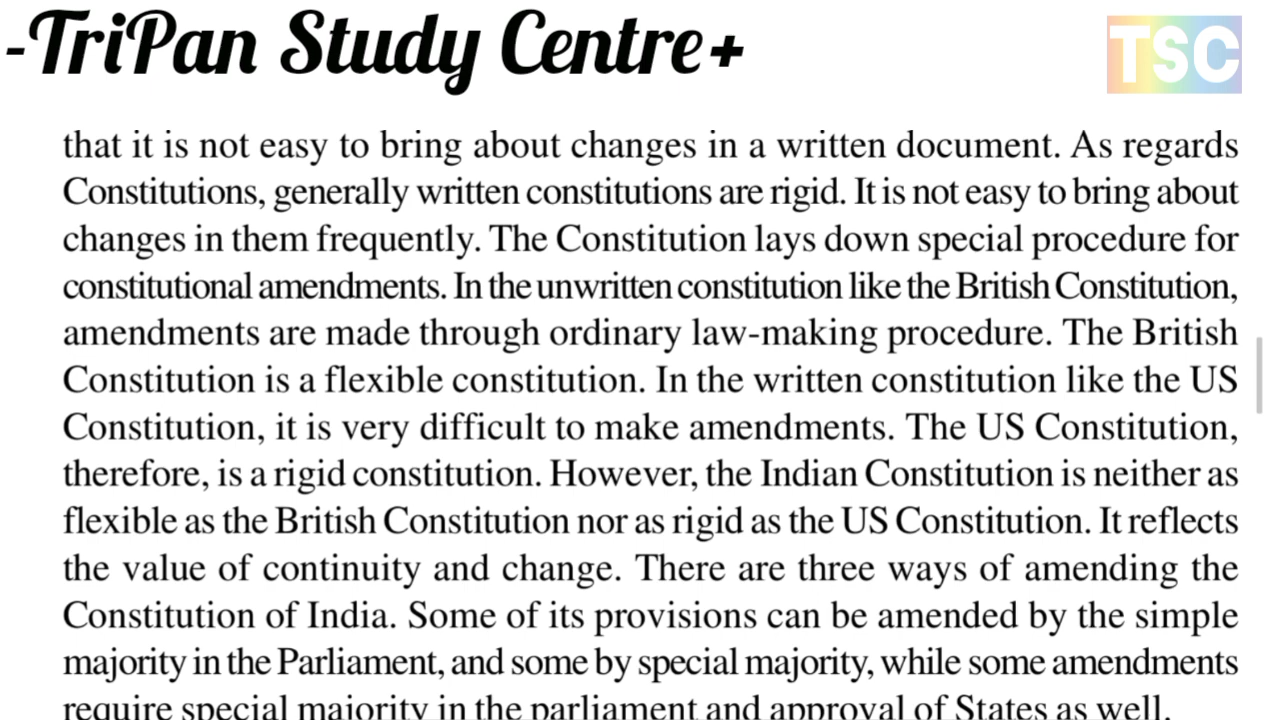 -TriPan Study Centre+
TSC
that it is not easy to bring about changes in a written document. As regards
Constitutions, generally written constitutions are rigid. It is not easy to bring about
changes in them frequently. The Constitution lays down special procedure for
constitutional amendments. In the unwritten constitution like the British Constitution,
amendments are made through ordinary law-making procedure. The British
Constitution is a flexible constitution. In the written constitution like the US
Constitution, it is very difficult to make amendments. The US Constitution,
therefore, is a rigid constitution. However, the Indian Constitution is neither as
flexible as the British Constitution nor as rigid as the US Constitution. It reflects
the value of continuity and change. There are three ways of amending the
Constitution of India. Some of its provisions can be amended by the simple
majority in the Parliament, and some by special majority, while some amendments
require special majority in the parliament and approval of States as well.